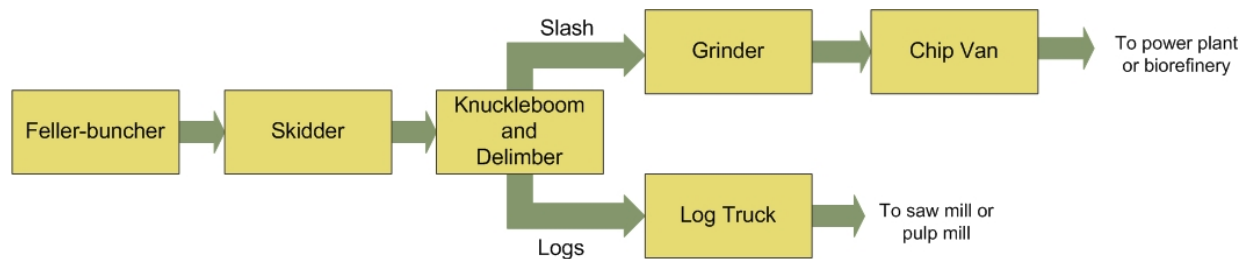 Feller-buncher
Skidder
Knuckleboom
and
Delimber
Slash
Grinder
Chip Van
To power plant
or biorefinery
Logs
Log Truck
To saw mill or
pulp mill